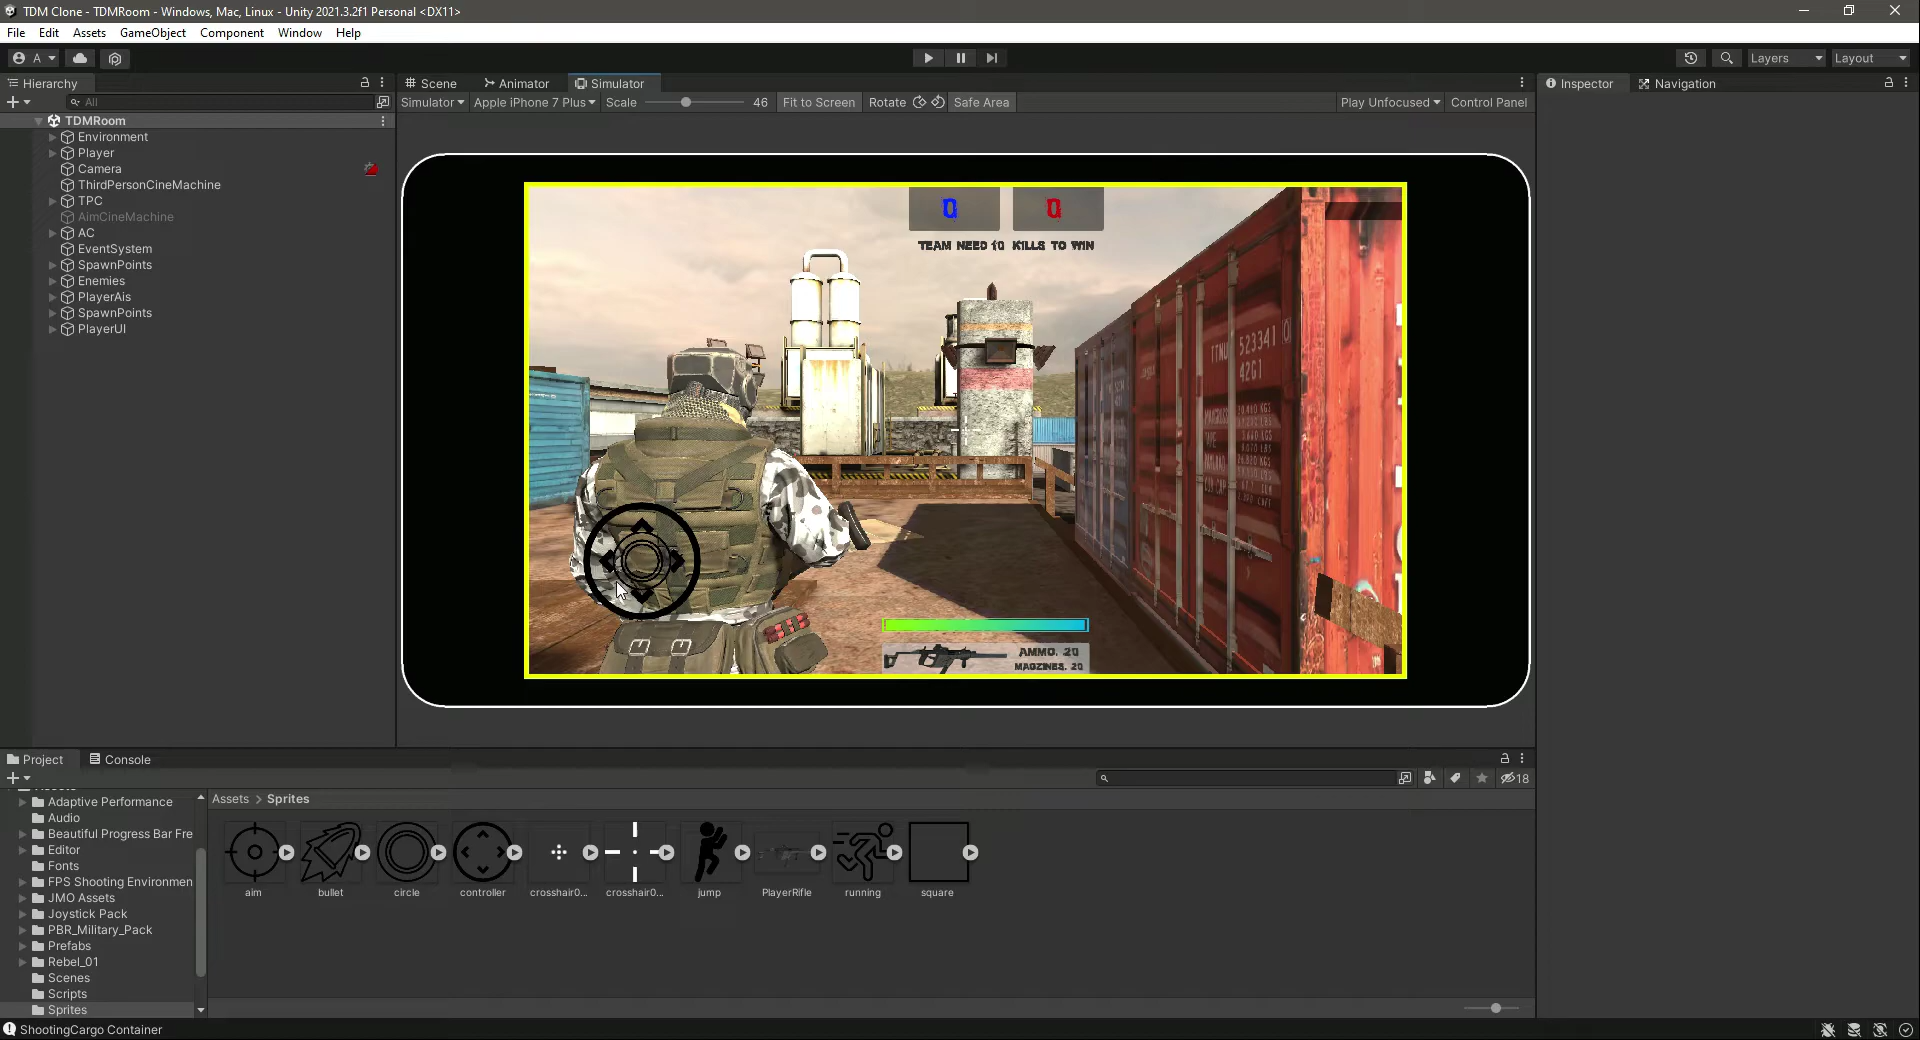 TDM Clone - TDMRoom - Windows, Mac, Linux - Unity 2021.3.2f1 Personal <DX11>
File Edit Assets GameObject Component Window Help
A
Layers Layout
Hierarchy
Scene Animator Simulator
Inspector Navigation
All
Simulator Apple iPhone 7 Plus Scale 46 Fit to Screen Rotate Safe Area Play Unfocused Control Panel
TDMRoom
Environment
Player
Camera
ThirdPersonCineMachine
TPC
AimCineMachine
AC
EventSystem
SpawnPoints
Enemies
PlayerAis
SpawnPoints
PlayerUI
0 0
TEAM NEED 10 KILLS TO WIN
523341
42G1
AMMO. 20
MAGZINES. 20
Project Console
18
Adaptive Performance
Audio
Beautiful Progress Bar Fre
Editor
Fonts
FPS Shooting Environmen
JMO Assets
Joystick Pack
PBR_Military_Pack
Prefabs
Rebel_01
Scenes
Scripts
Sprites
Assets > Sprites
aim bullet circle controller crosshair0... crosshair0... jump PlayerRifle running square
ShootingCargo Container